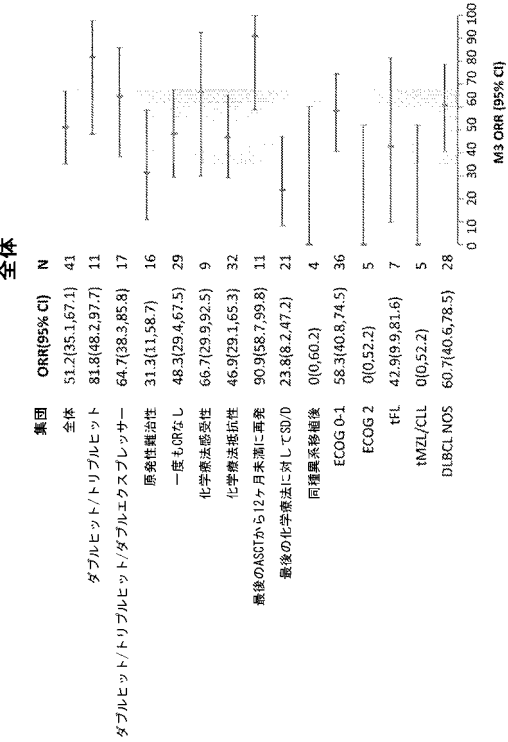 全体
集団 ORR(95% CI) N
全体 51.2(35.1,67.1) 41
ダブルヒット/トリプルヒット 81.8(48.2,97.7) 11
ダブルヒット/トリプルヒット/ダブルエクスプレッサー 64.7(38.3,85.8) 17
原発性難治性 31.3(11,58.7) 16
一度もCRなし 48.3(29.4,67.5) 29
化学療法感受性 66.7(29.9,92.5) 9
化学療法抵抗性 46.9(29.1,65.3) 32
最後のASCTから12ヶ月未満に再発 90.9(58.7,99.8) 11
最後の化学療法に対してSD/D 23.8(8.2,47.2) 21
同種異系移植後 0(0,60.2) 4
ECOG 0-1 58.3(40.8,74.5) 36
ECOG 2 0(0,52.2) 5
tFL 42.9(9.9,81.6) 7
tMZL/CLL 0(0,52.2) 5
DLBCL NOS 60.7(40.6,78.5) 28
0 10 20 30 40 50 60 70 80 90 100
M3 ORR (95% CI)